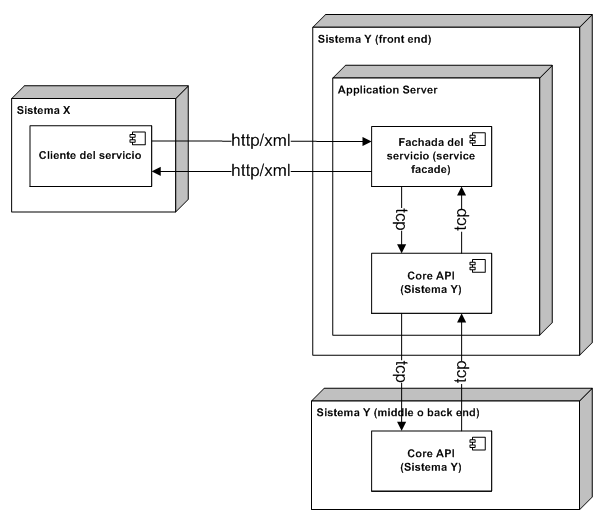 Sistema Y (front end)
Application Server
Sistema X
Cliente del servicio
http/xml
http/xml
Fachada del
servicio (service
facade)
tcp
tcp
Core API
(Sistema Y)
tcp
tcp
Sistema Y (middle o back end)
Core API
(Sistema Y)